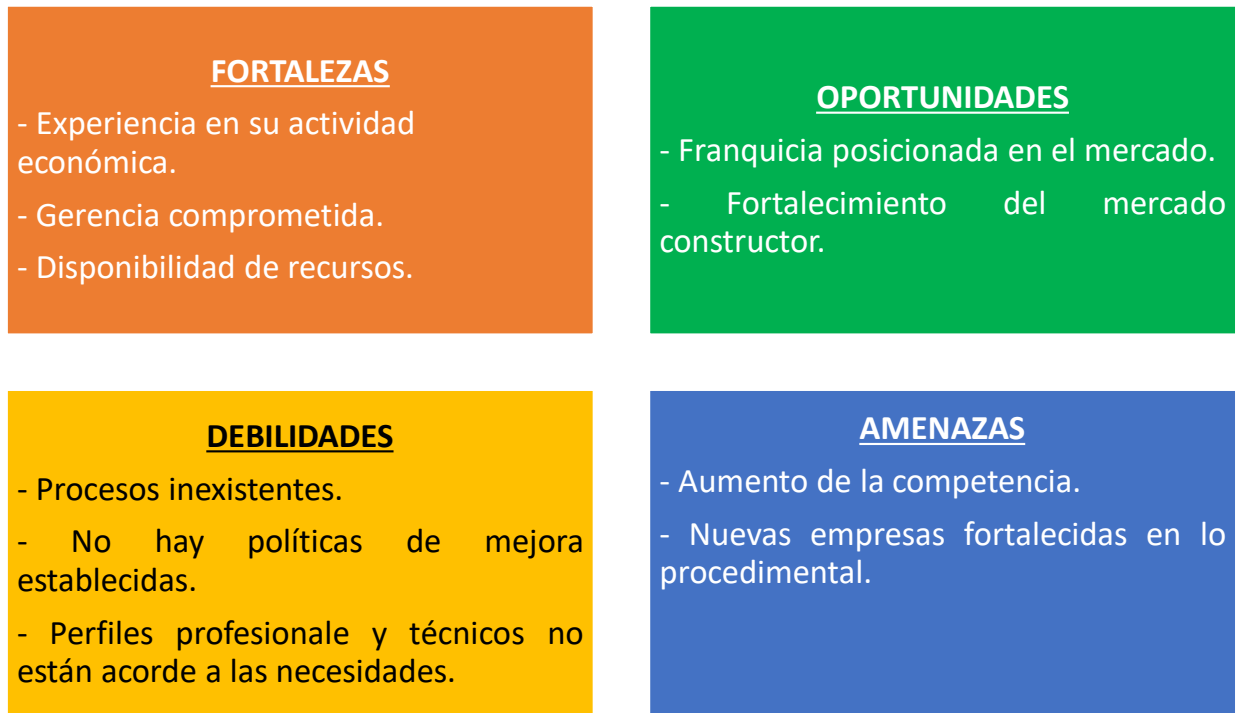 FORTALEZAS
- Experiencia en su actividad
económica.
- Gerencia comprometida.
- Disponibilidad de recursos.
OPORTUNIDADES
- Franquicia posicionada en el mercado.
- Fortalecimiento del mercado
constructor.
DEBILIDADES
- Procesos inexistentes.
- No hay políticas de mejora
establecidas.
- Perfiles profesionale y técnicos no
están acorde a las necesidades.
AMENAZAS
- Aumento de la competencia.
- Nuevas empresas fortalecidas en lo
procedimental.